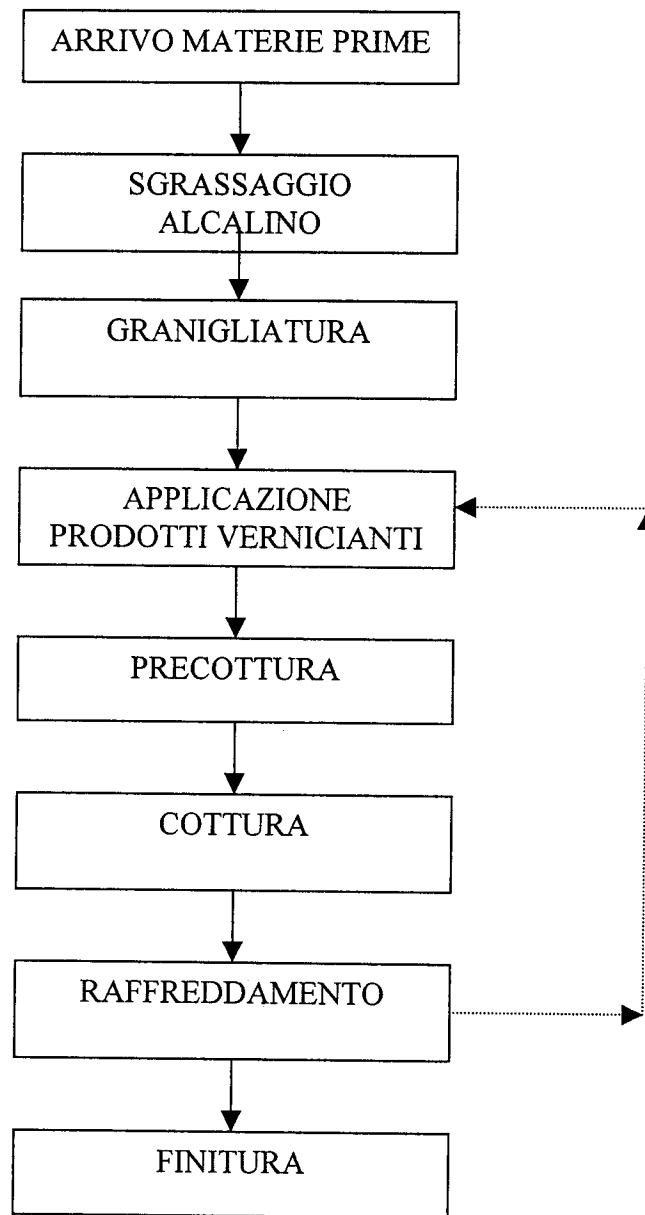 ARRIVO MATERIE PRIME
SGRASSAGGIO
ALCALINO
GRANIGLIATURA
APPLICAZIONE
PRODOTTI VERNICIANTI
PRECOTTURA
COTTURA
RAFFREDDAMENTO
FINITURA